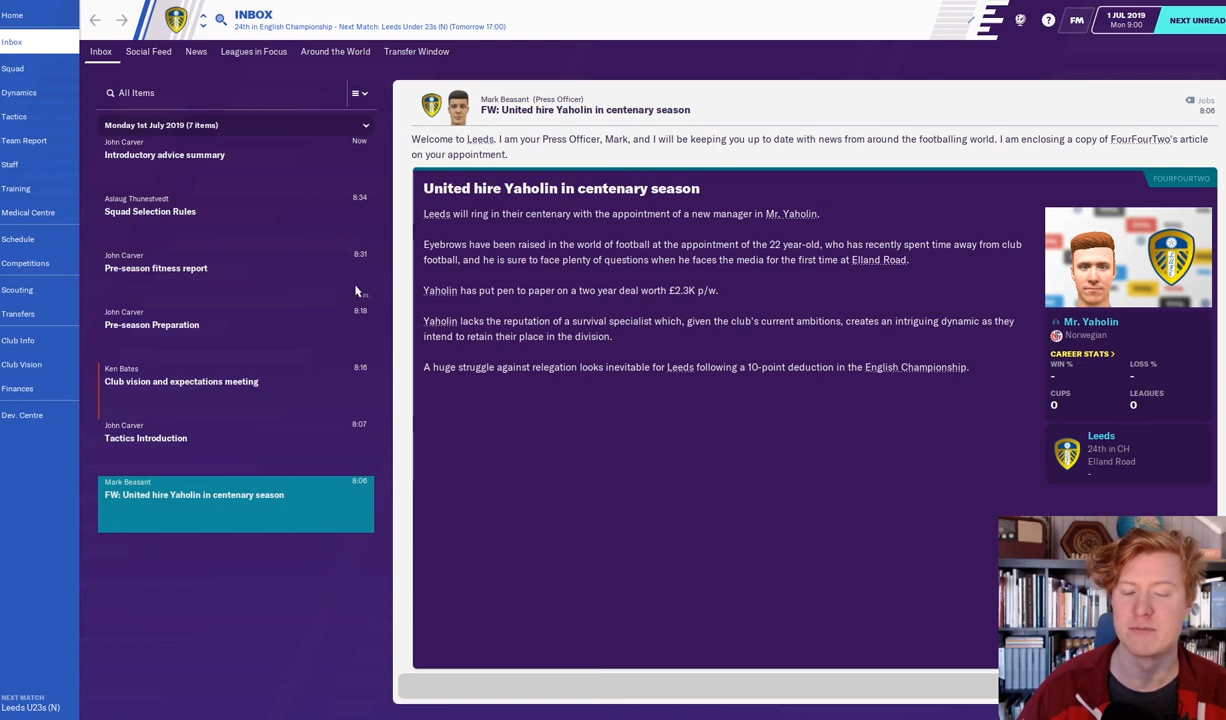 Home
Inbox
Squad
Dynamics
Tactics
Team Report
Staff
Training
Medical Centre
Schedule
Competitions
Scouting
Transfers
Club Info
Club Vision
Finances
Dev. Centre
NEXT MATCH
Leeds U23s (N)
INBOX
24th in English Championship - Next Match: Leeds Under 23s (N) (Tomorrow 17:00)
?
FM
1 JUL 2019
Mon 9:00
NEXT UNREAD
Inbox Social Feed News Leagues in Focus Around the World Transfer Window
All Items
Monday 1st July 2019 (7 items)
John Carver Now
Introductory advice summary
Aslaug Thunestvedt 8:34
Squad Selection Rules
John Carver 8:31
Pre-season fitness report
John Carver 8:18
Pre-season Preparation
Ken Bates 8:16
Club vision and expectations meeting
John Carver 8:07
Tactics Introduction
Mark Beasant 8:06
FW: United hire Yaholin in centenary season
Mark Beasant (Press Officer) Jobs
FW: United hire Yaholin in centenary season 8:06
Welcome to Leeds. I am your Press Officer, Mark, and I will be keeping you up to date with news from around the footballing world. I am enclosing a copy of FourFourTwo's article
on your appointment.
FOURFOURTWO
United hire Yaholin in centenary season
Leeds will ring in their centenary with the appointment of a new manager in Mr. Yaholin.
Eyebrows have been raised in the world of football at the appointment of the 22 year-old, who has recently spent time away from club
football, and he is sure to face plenty of questions when he faces the media for the first time at Elland Road.
Yaholin has put pen to paper on a two year deal worth £2.3K p/w.
Yaholin lacks the reputation of a survival specialist which, given the club's current ambitions, creates an intriguing dynamic as they
intend to retain their place in the division.
A huge struggle against relegation looks inevitable for Leeds following a 10-point deduction in the English Championship.
Mr. Yaholin
Norwegian
CAREER STATS >
WIN % LOSS %
- -
CUPS LEAGUES
0 0
Leeds
24th in CH
Elland Road
-